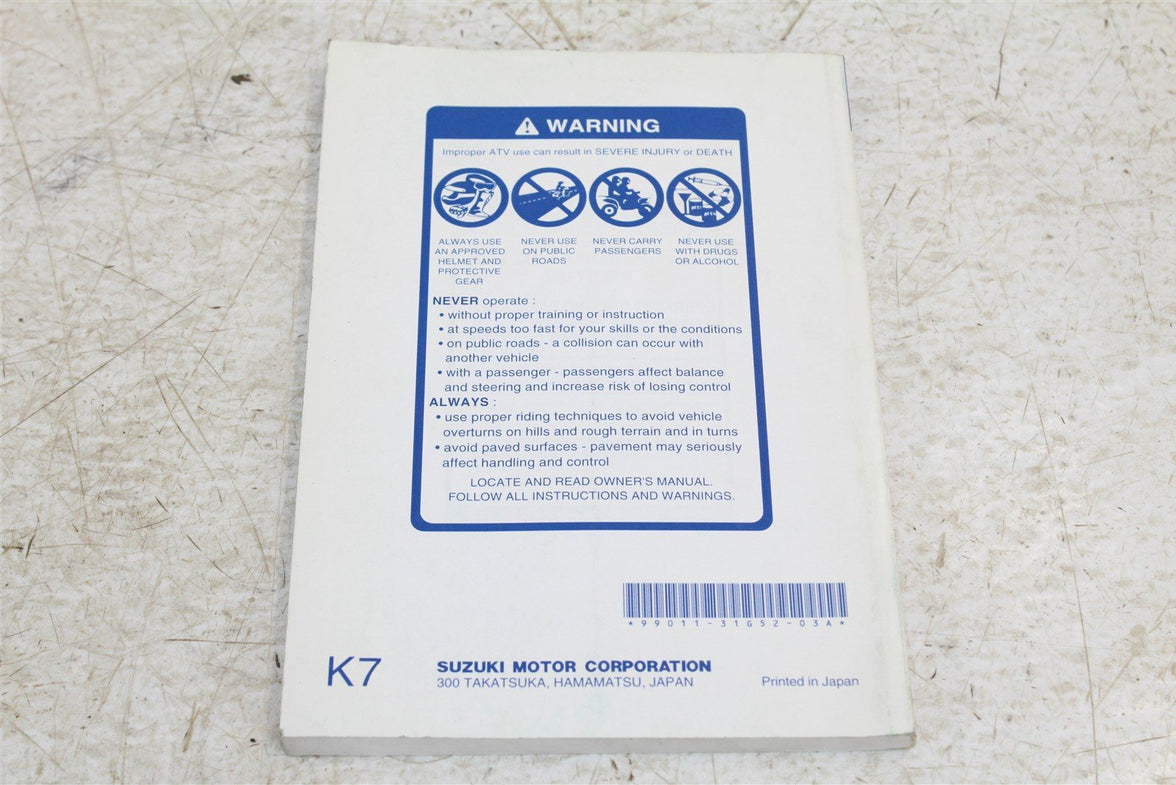 WARNING
Improper ATV use can result in SEVERE INJURY or DEATH
ALWAYS USE
AN APPROVED
HELMET AND
PROTECTIVE
GEAR
NEVER USE
ON PUBLIC
ROADS
NEVER CARRY
PASSENGERS
NEVER USE
WITH DRUGS
OR ALCOHOL
NEVER operate :
• without proper training or instruction
• at speeds too fast for your skills or the conditions
• on public roads - a collision can occur with
another vehicle
• with a passenger - passengers affect balance
and steering and increase risk of losing control
ALWAYS :
• use proper riding techniques to avoid vehicle
overturns on hills and rough terrain and in turns
• avoid paved surfaces - pavement may seriously
affect handling and control
LOCATE AND READ OWNER'S MANUAL.
FOLLOW ALL INSTRUCTIONS AND WARNINGS.
*99011-31G52-03A*
K7
SUZUKI MOTOR CORPORATION
300 TAKATSUKA, HAMAMATSU, JAPAN
Printed in Japan